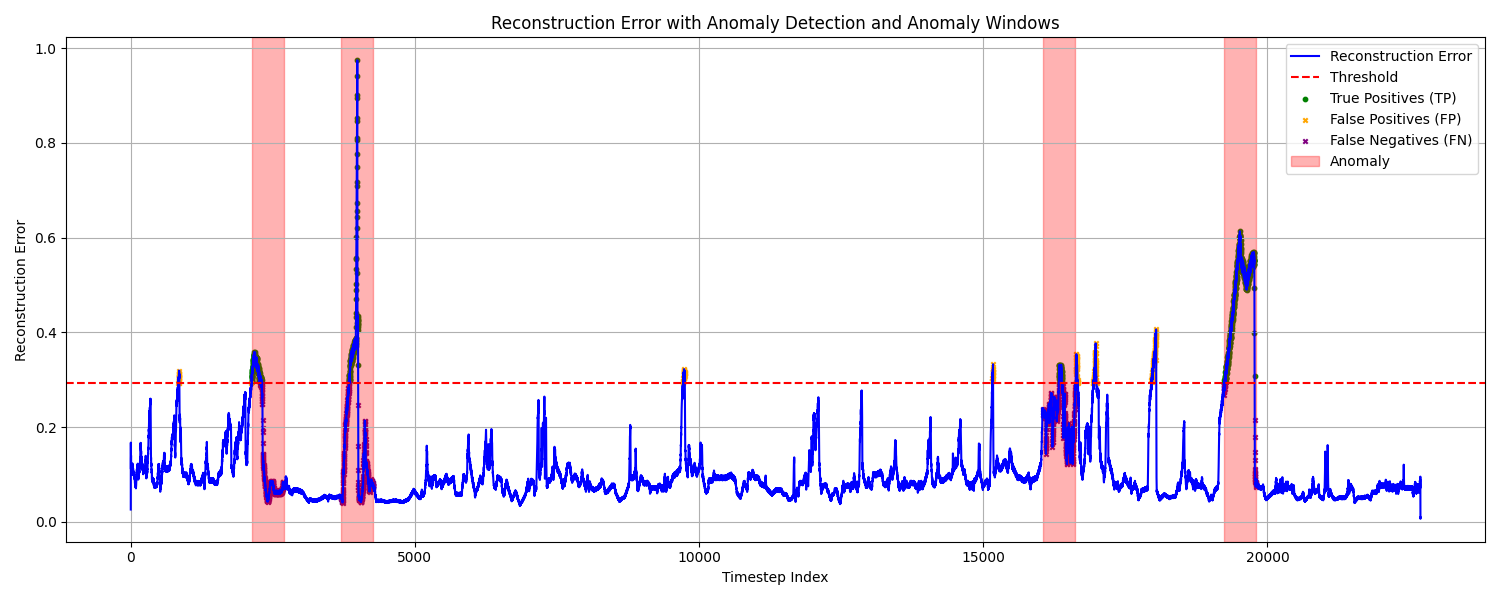 Reconstruction Error with Anomaly Detection and Anomaly Windows
1.0
0.8
0.6
0.4
0.2
0.0
Reconstruction Error
Reconstruction Error
Threshold
True Positives (TP)
False Positives (FP)
False Negatives (FN)
Anomaly
0
5000
10000
15000
20000
Timestep Index